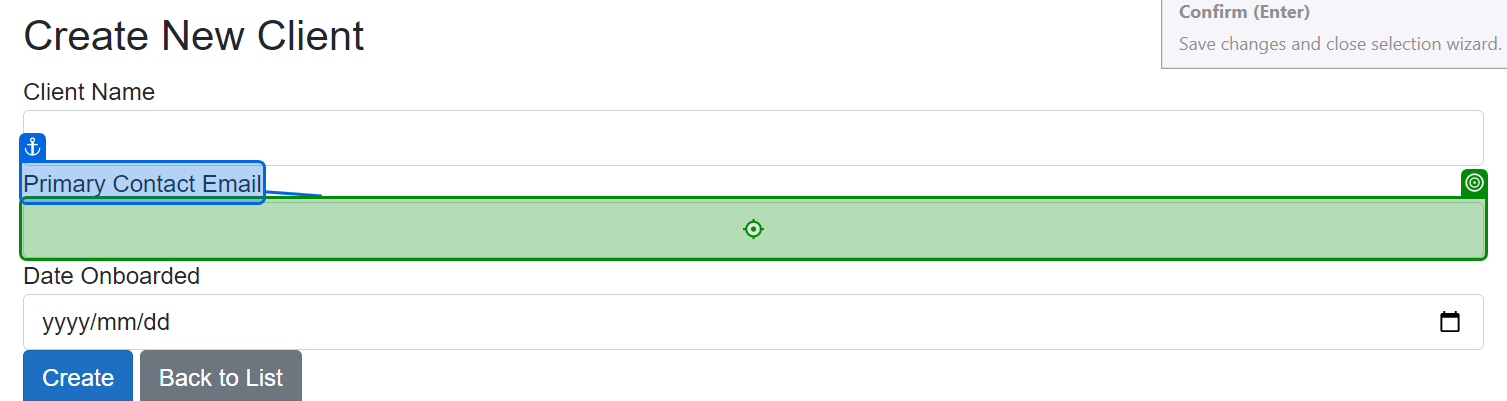 Create New Client
Confirm (Enter)
Save changes and close selection wizard.
Client Name
Primary Contact Email
Date Onboarded
yyyy/mm/dd
Create
Back to List